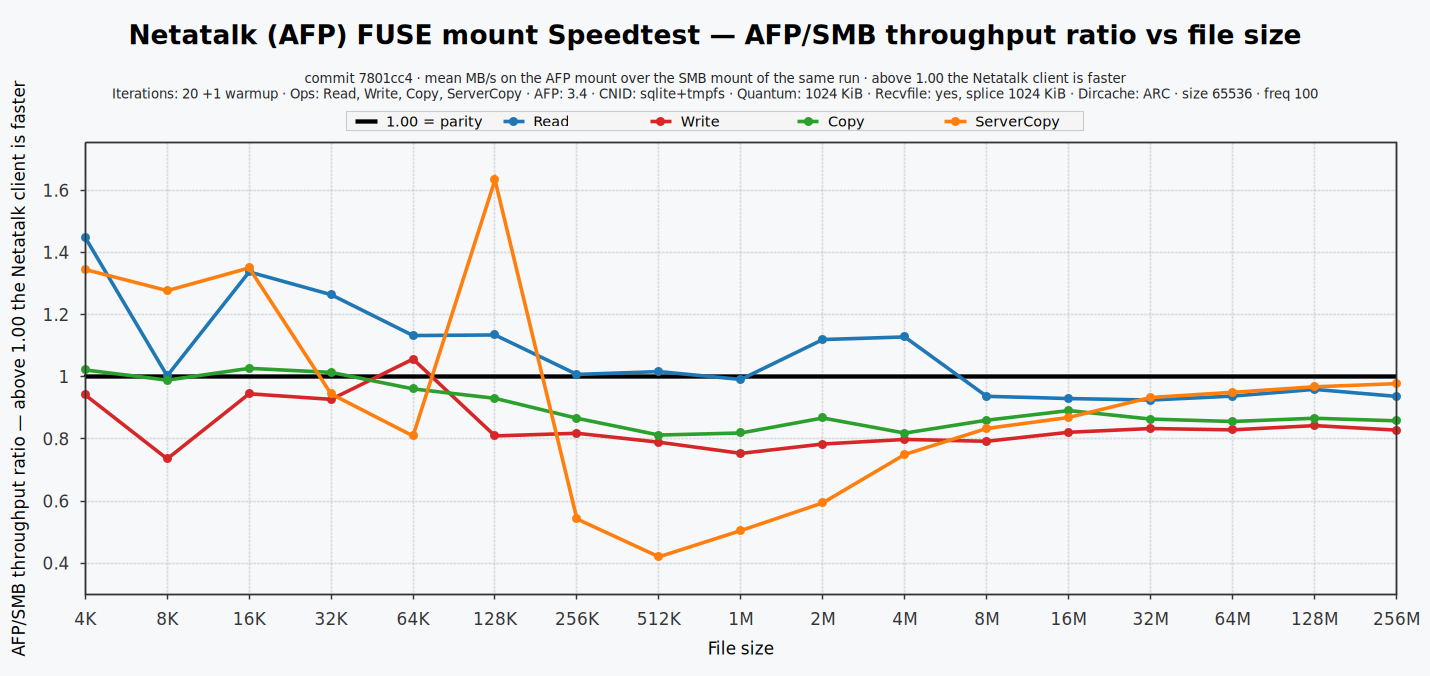 Netatalk (AFP) FUSE mount Speedtest — AFP/SMB throughput ratio vs file size
commit 7801cc4 · mean MB/s on the AFP mount over the SMB mount of the same run · above 1.00 the Netatalk client is faster
Iterations: 20 +1 warmup · Ops: Read, Write, Copy, ServerCopy · AFP: 3.4 · CNID: sqlite+tmpfs · Quantum: 1024 KiB · Recvfile: yes, splice 1024 KiB · Dircache: ARC · size 65536 · freq 100
1.00 = parity Read Write Copy ServerCopy
AFP/SMB throughput ratio — above 1.00 the Netatalk client is faster
1.6
1.4
1.2
1
0.8
0.6
0.4
4K 8K 16K 32K 64K 128K 256K 512K 1M 2M 4M 8M 16M 32M 64M 128M 256M
File size